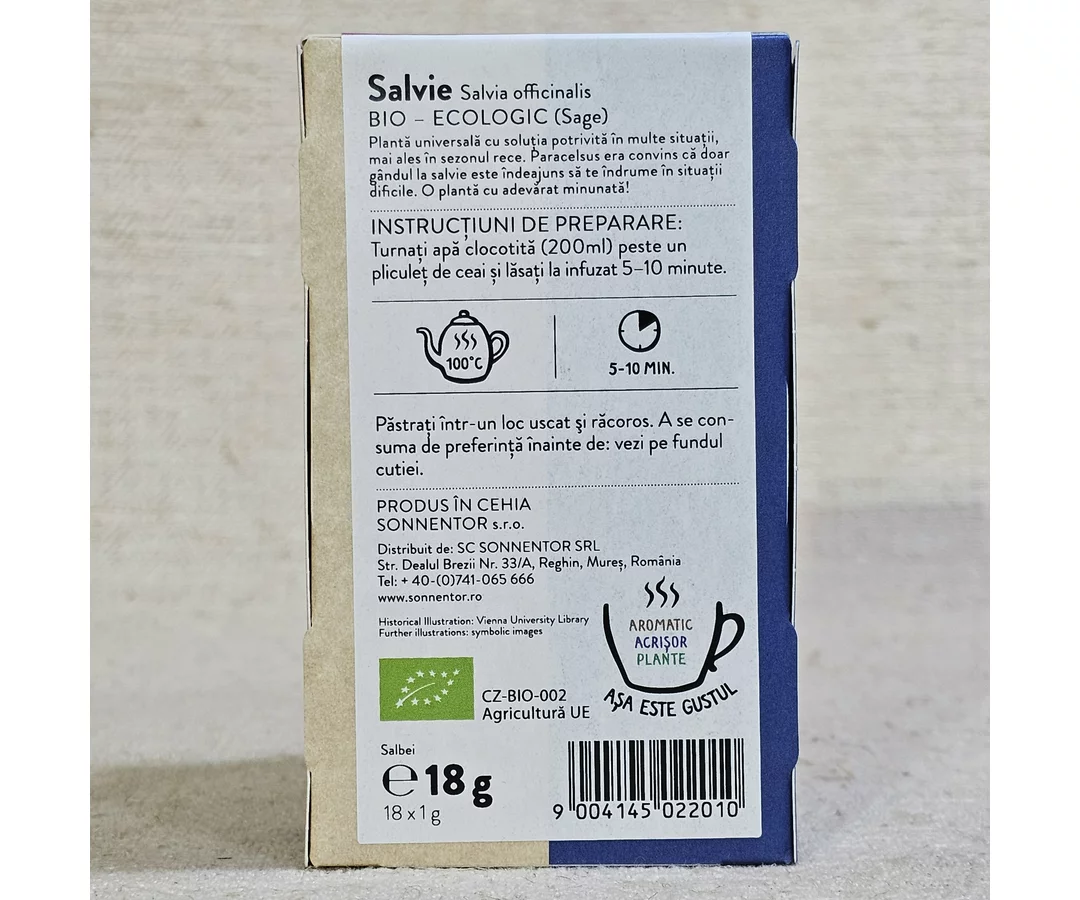 Salvie Salvia officinalis
BIO – ECOLOGIC (Sage)
Plantă universală cu soluția potrivită în multe situații,
mai ales în sezonul rece. Paracelsus era convins că doar
gândul la salvie este îndeajuns să te îndrume în situații
dificile. O plantă cu adevărat minunată!
INSTRUCȚIUNI DE PREPARARE:
Turnați apă clocotită (200ml) peste un
pliculeț de ceai și lăsați la infuzat 5–10 minute.
100°C
5-10 MIN.
Păstrați într-un loc uscat şi răcoros. A se con-
suma de preferință înainte de: vezi pe fundul
cutiei.
PRODUS ÎN CEHIA
SONNENTOR s.r.o.
Distribuit de: SC SONNENTOR SRL
Str. Dealul Brezii Nr. 33/A, Reghin, Mureș, România
Tel: + 40-(0)741-065 666
www.sonnentor.ro
Historical Illustration: Vienna University Library
Further illustrations: symbolic images
AROMATIC
ACRIȘOR
PLANTE
AȘA ESTE GUSTUL
CZ-BIO-002
Agricultură UE
Salbei
℮ 18 g
18 x 1 g
9 004145 022010